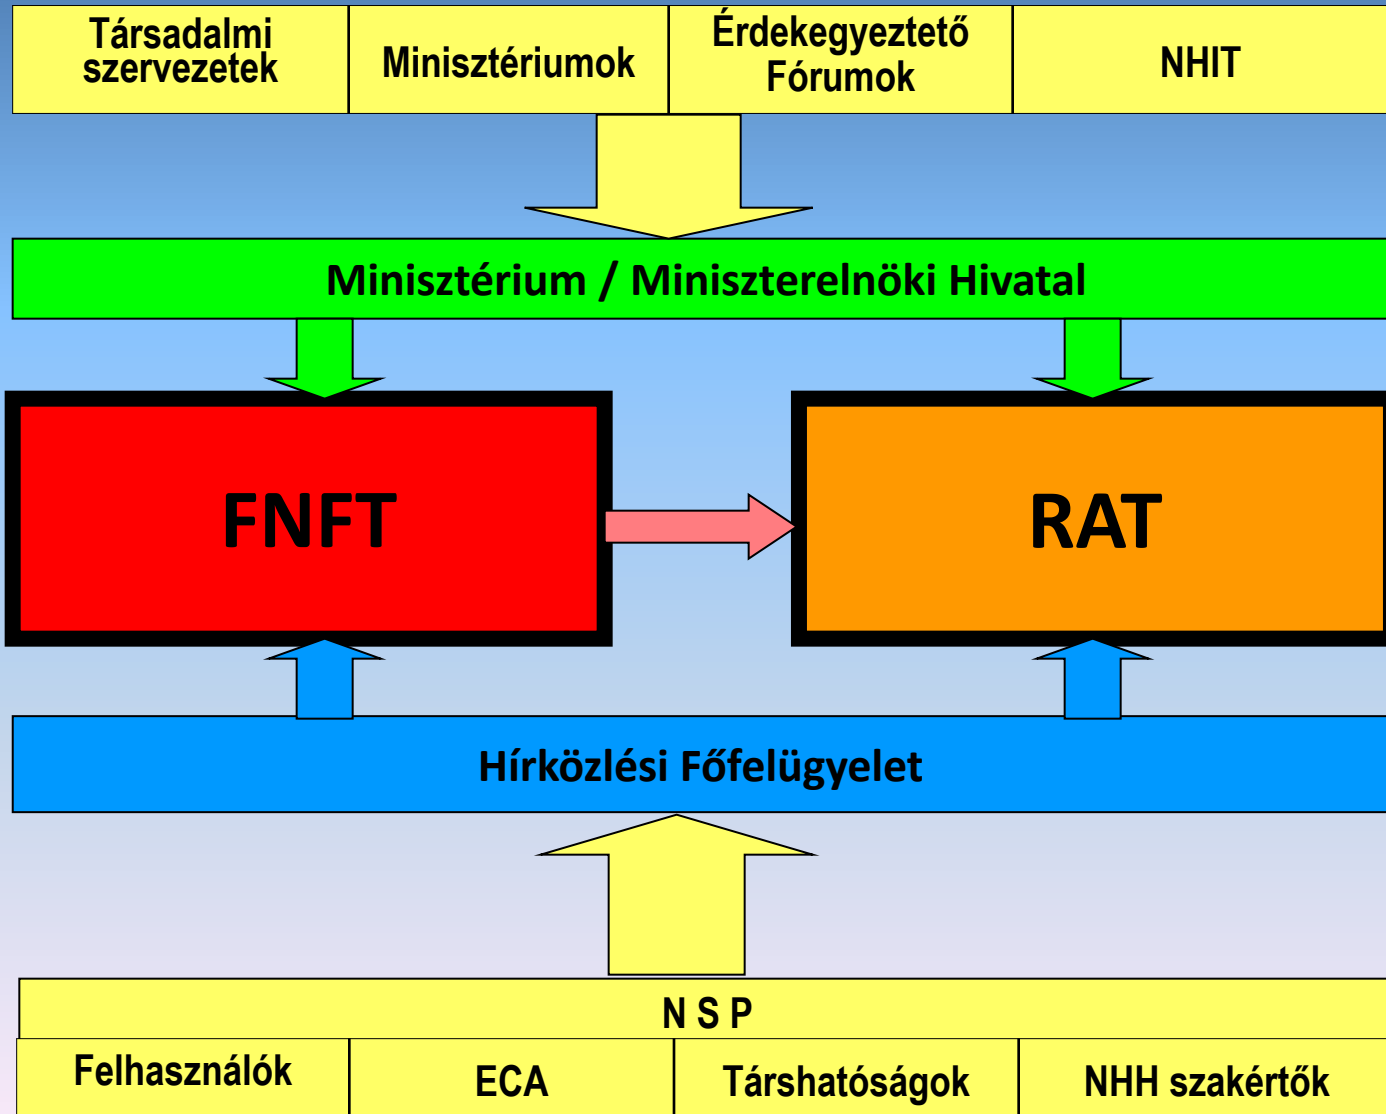 Társadalmi
szervezetek
Minisztériumok
Érdekegyeztető
Fórumok
NHIT
Minisztérium / Miniszterelnöki Hivatal
FNFT
RAT
Hírközlési Főfelügyelet
N S P
Felhasználók
ECA
Társhatóságok
NHH szakértők